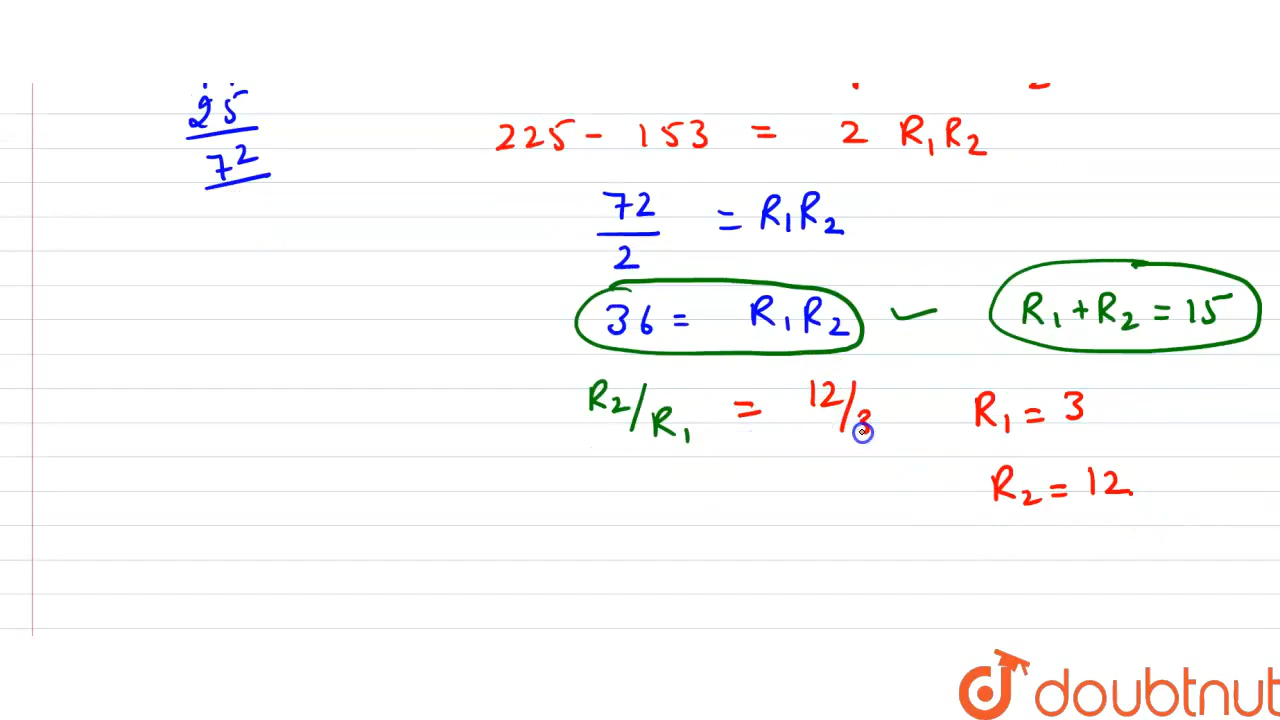 25
72
225 - 153 = 2 R₁R₂
72/2 = R₁R₂
36 = R₁R₂ ✓ R₁ + R₂ = 15
R₂/R₁ = 12/3 R₁ = 3
R₂ = 12
doubtnut